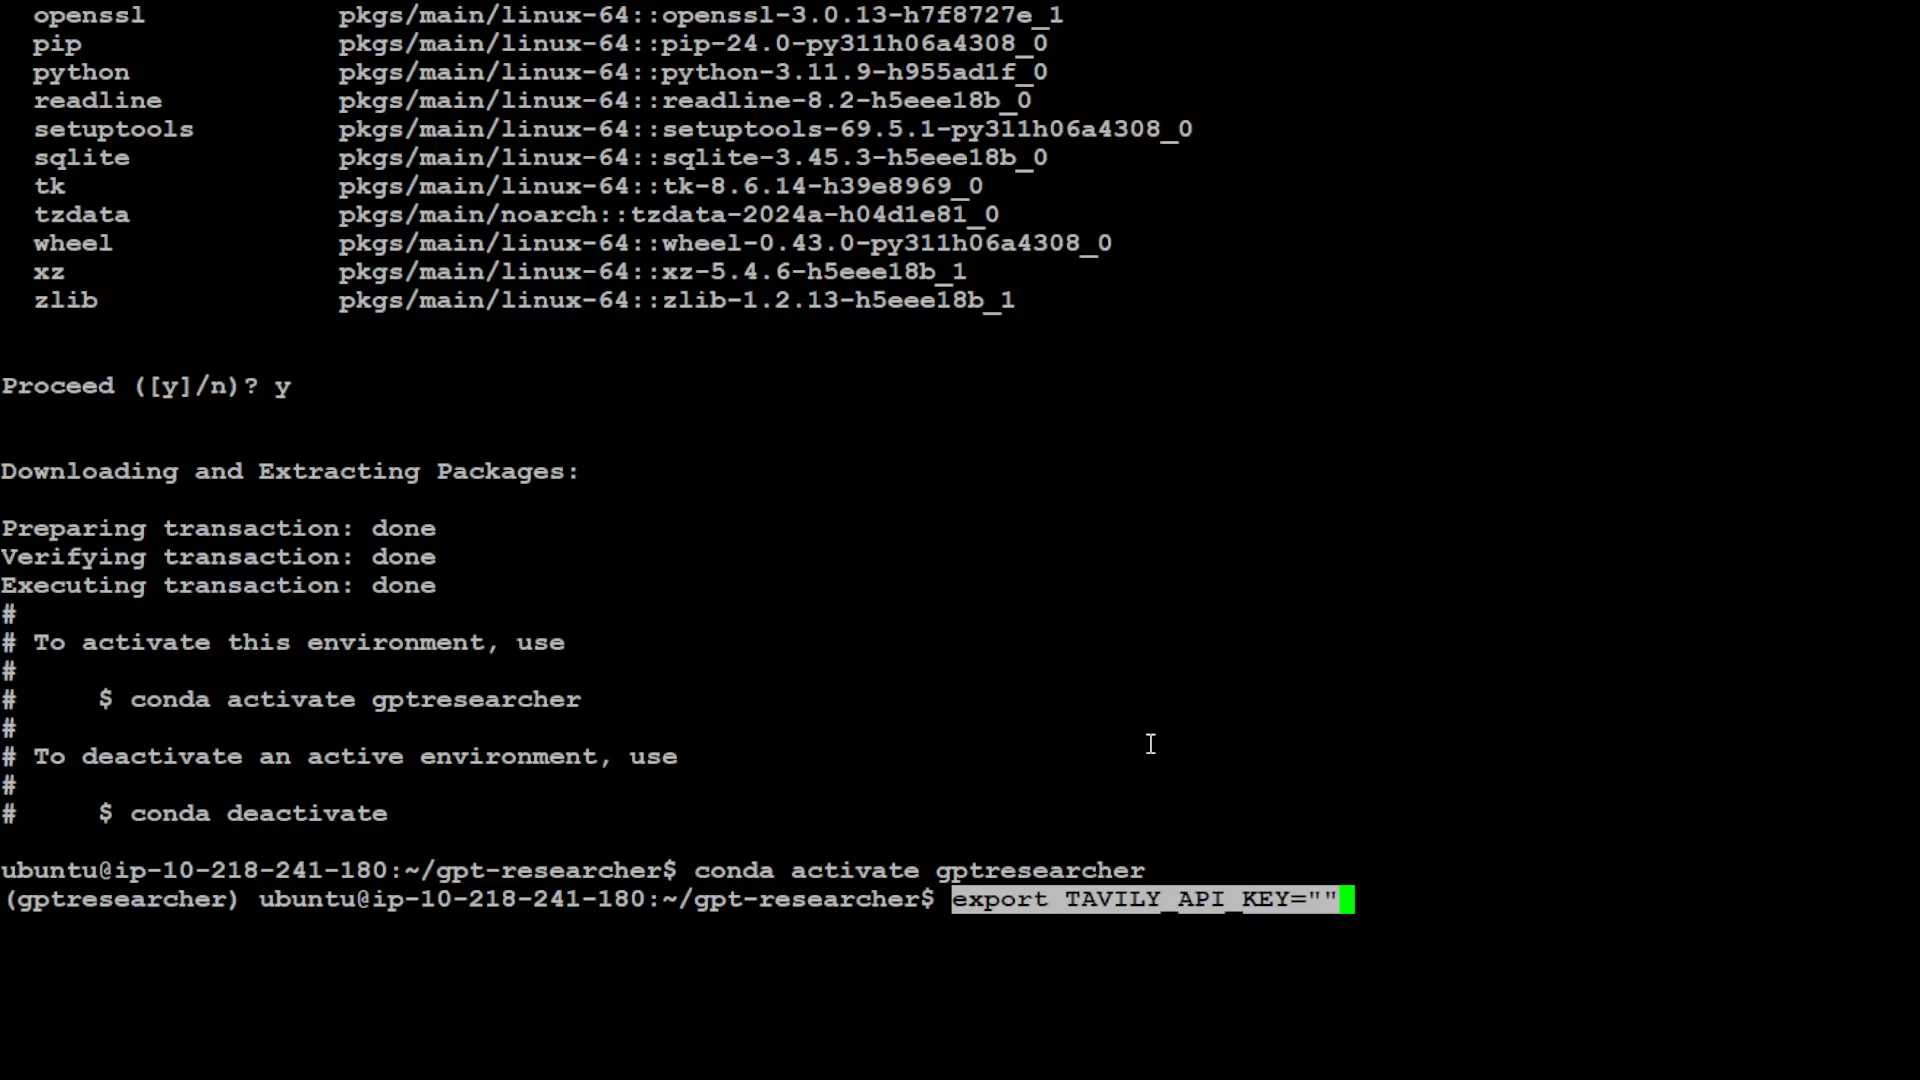 openssl pkgs/main/linux-64::openssl-3.0.13-h7f8727e_1
pip pkgs/main/linux-64::pip-24.0-py311h06a4308_0
python pkgs/main/linux-64::python-3.11.9-h955ad1f_0
readline pkgs/main/linux-64::readline-8.2-h5eee18b_0
setuptools pkgs/main/linux-64::setuptools-69.5.1-py311h06a4308_0
sqlite pkgs/main/linux-64::sqlite-3.45.3-h5eee18b_0
tk pkgs/main/linux-64::tk-8.6.14-h39e8969_0
tzdata pkgs/main/noarch::tzdata-2024a-h04d1e81_0
wheel pkgs/main/linux-64::wheel-0.43.0-py311h06a4308_0
xz pkgs/main/linux-64::xz-5.4.6-h5eee18b_1
zlib pkgs/main/linux-64::zlib-1.2.13-h5eee18b_1
Proceed ([y]/n)? y
Downloading and Extracting Packages:
Preparing transaction: done
Verifying transaction: done
Executing transaction: done
#
# To activate this environment, use
#
# $ conda activate gptresearcher
#
# To deactivate an active environment, use
#
# $ conda deactivate
ubuntu@ip-10-218-241-180:~/gpt-researcher$ conda activate gptresearcher
(gptresearcher) ubuntu@ip-10-218-241-180:~/gpt-researcher$ export TAVILY_API_KEY=""